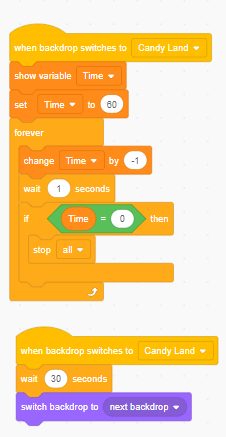 when backdrop switches to Candy Land
show variable Time
set Time to 60
forever
change Time by -1
wait 1 seconds
if Time = 0 then
stop all
when backdrop switches to Candy Land
wait 30 seconds
switch backdrop to next backdrop